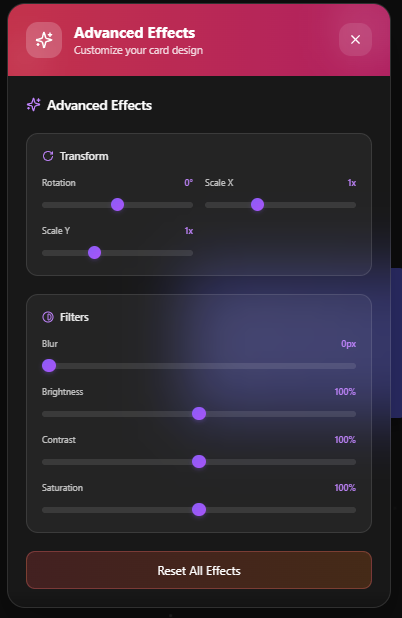 Advanced Effects
Customize your card design
Advanced Effects
Transform
Rotation 0° Scale X 1x
Scale Y 1x
Filters
Blur 0px
Brightness 100%
Contrast 100%
Saturation 100%
Reset All Effects